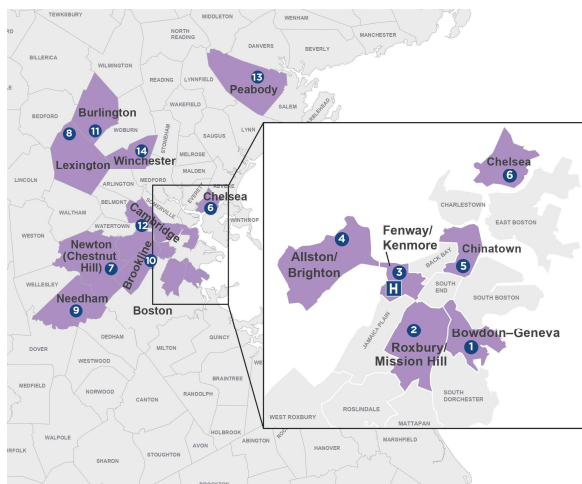 TEWKSBURY
MIDDLETON
WENHAM
NORTH
READING
DANVERS
BEVERLY
MANCHESTER
BILLERICA
WILMINGTON
13
Peabody
READING
LYNNFIELD
SALEM
WAKEFIELD
Burlington
BEDFORD
8
11
WOBURN
STONEHAM
LYNN
SAUGUS
14
Winchester
Lexington
MELROSE
LINCOLN
ARLINGTON
MEDFORD
MALDEN
EVERETT
REVERE
BELMONT
SOMERVILLE
Chelsea
6
WALTHAM
WINTHROP
WESTON
WATERTOWN
12
Cambridge
Newton
(Chestnut
Hill)
7
Brookline
10
WELLESLEY
Needham
9
Boston
DOVER
DEDHAM
MILTON
QUINCY
WESTWOOD
MEDFIELD
NORWOOD
CANTON
RANDOLPH
BRAINTREE
WALPOLE
HOLBROOK
SHARON
STOUGHTON
AVON
ABINGTON
HANOVER
MARSHFIELD
Chelsea
6
CHARLESTOWN
EAST BOSTON
4
Allston/
Brighton
Fenway/
Kenmore
3
H
BACK BAY
Chinatown
5
SOUTH
END
SOUTH BOSTON
JAMAICA PLAIN
2
Roxbury/
Mission Hill
Bowdoin–Geneva
1
SOUTH
DORCHESTER
WEST ROXBURY
ROSLINDALE
MATTAPAN